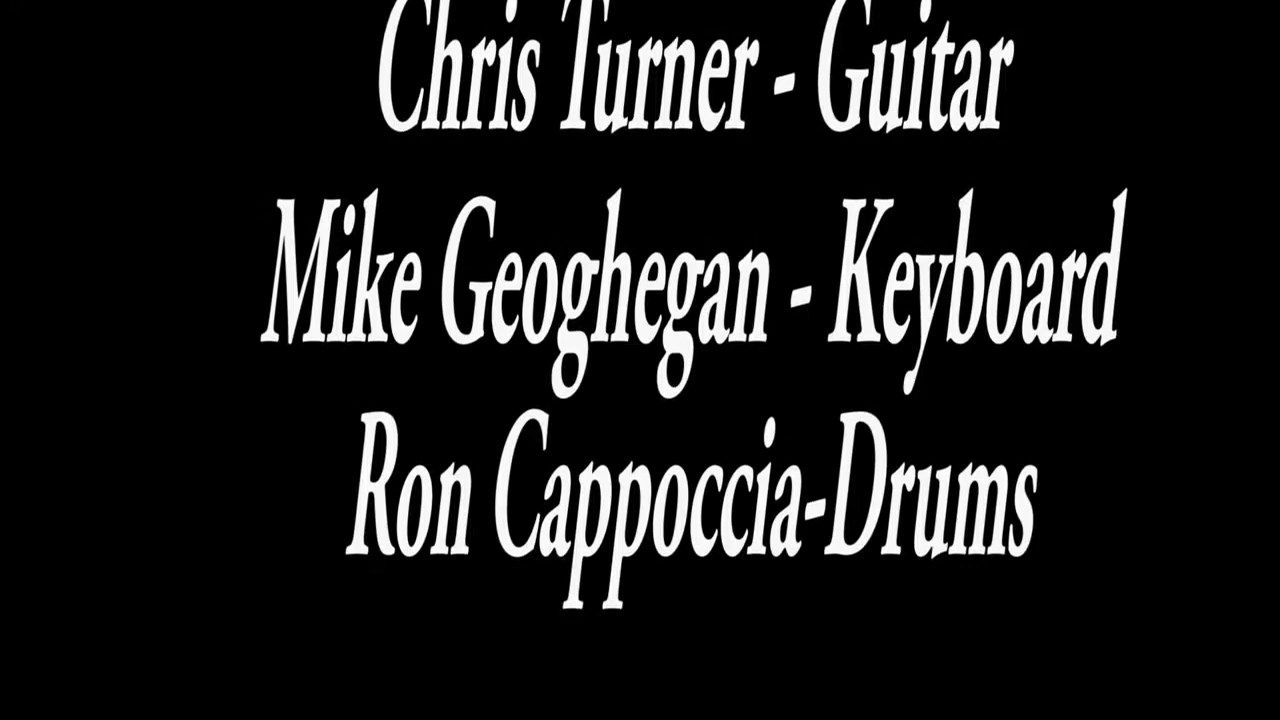 Chris Turner - Guitar
Mike Geoghegan - Keyboard
Ron Cappoccia-Drums